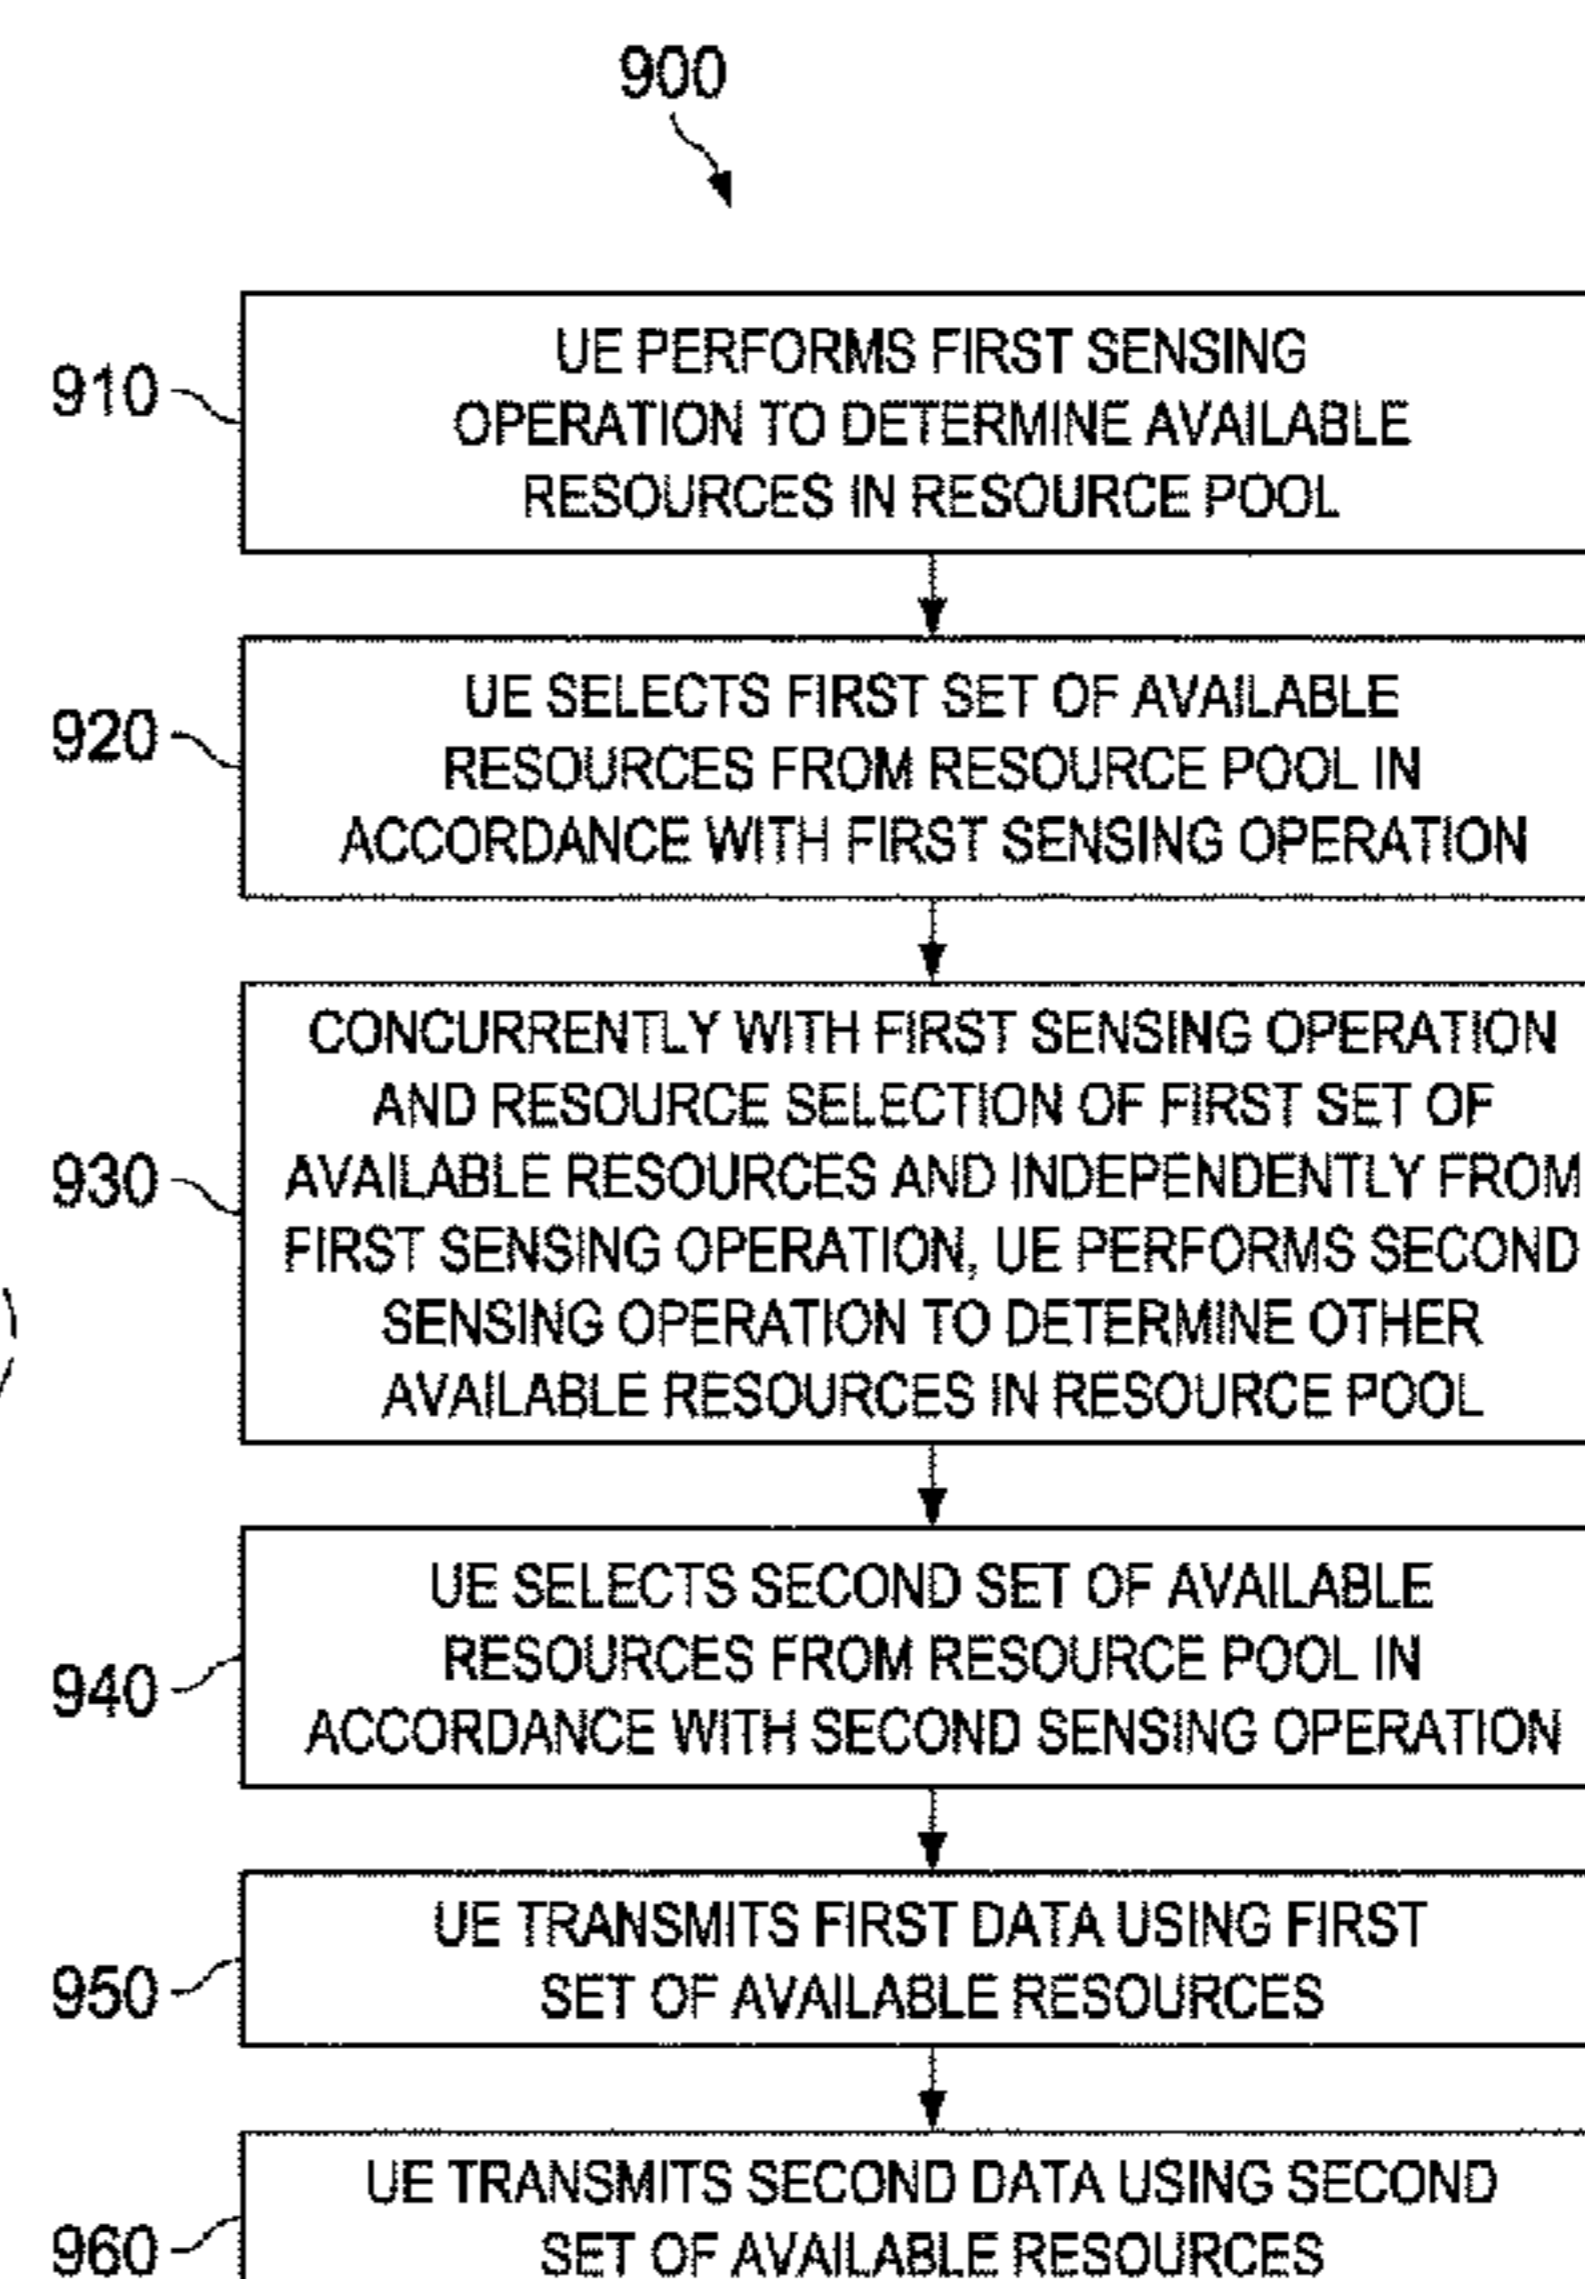 900
910
UE PERFORMS FIRST SENSING
OPERATION TO DETERMINE AVAILABLE
RESOURCES IN RESOURCE POOL
920
UE SELECTS FIRST SET OF AVAILABLE
RESOURCES FROM RESOURCE POOL IN
ACCORDANCE WITH FIRST SENSING OPERATION
930
CONCURRENTLY WITH FIRST SENSING OPERATION
AND RESOURCE SELECTION OF FIRST SET OF
AVAILABLE RESOURCES AND INDEPENDENTLY FROM
FIRST SENSING OPERATION, UE PERFORMS SECOND
SENSING OPERATION TO DETERMINE OTHER
AVAILABLE RESOURCES IN RESOURCE POOL
940
UE SELECTS SECOND SET OF AVAILABLE
RESOURCES FROM RESOURCE POOL IN
ACCORDANCE WITH SECOND SENSING OPERATION
950
UE TRANSMITS FIRST DATA USING FIRST
SET OF AVAILABLE RESOURCES
960
UE TRANSMITS SECOND DATA USING SECOND
SET OF AVAILABLE RESOURCES